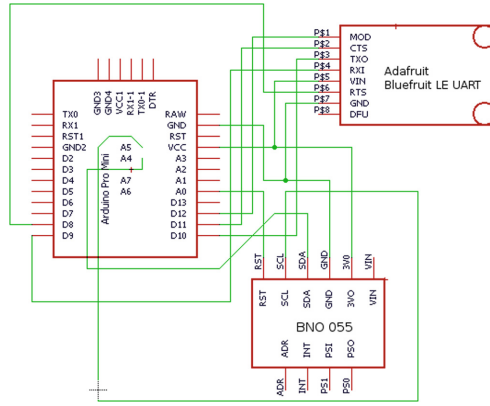 P$1 MOD
P$2 CTS
P$3 TXO
P$4 RXI
P$5 VIN
P$6 RTS
P$7 GND
P$8 DFU
Adafruit
Bluefruit LE UART
GND3
GND4
VCC1
RX1-1
TX0-1
DTR
TX0
RX1
RST1
GND2
D2
D3
D4
D5
D6
D7
D8
D9
A5
A4
A7
A6
Arduino Pro Mini
RAW
GND
RST
VCC
A3
A2
A1
A0
D13
D12
D11
D10
RST SCL SDA GND 3V0 VIN
RST SCL SDA GND 3VO VIN
BNO 055
ADR INT PSI PSO
ADR INT PS1 PS0